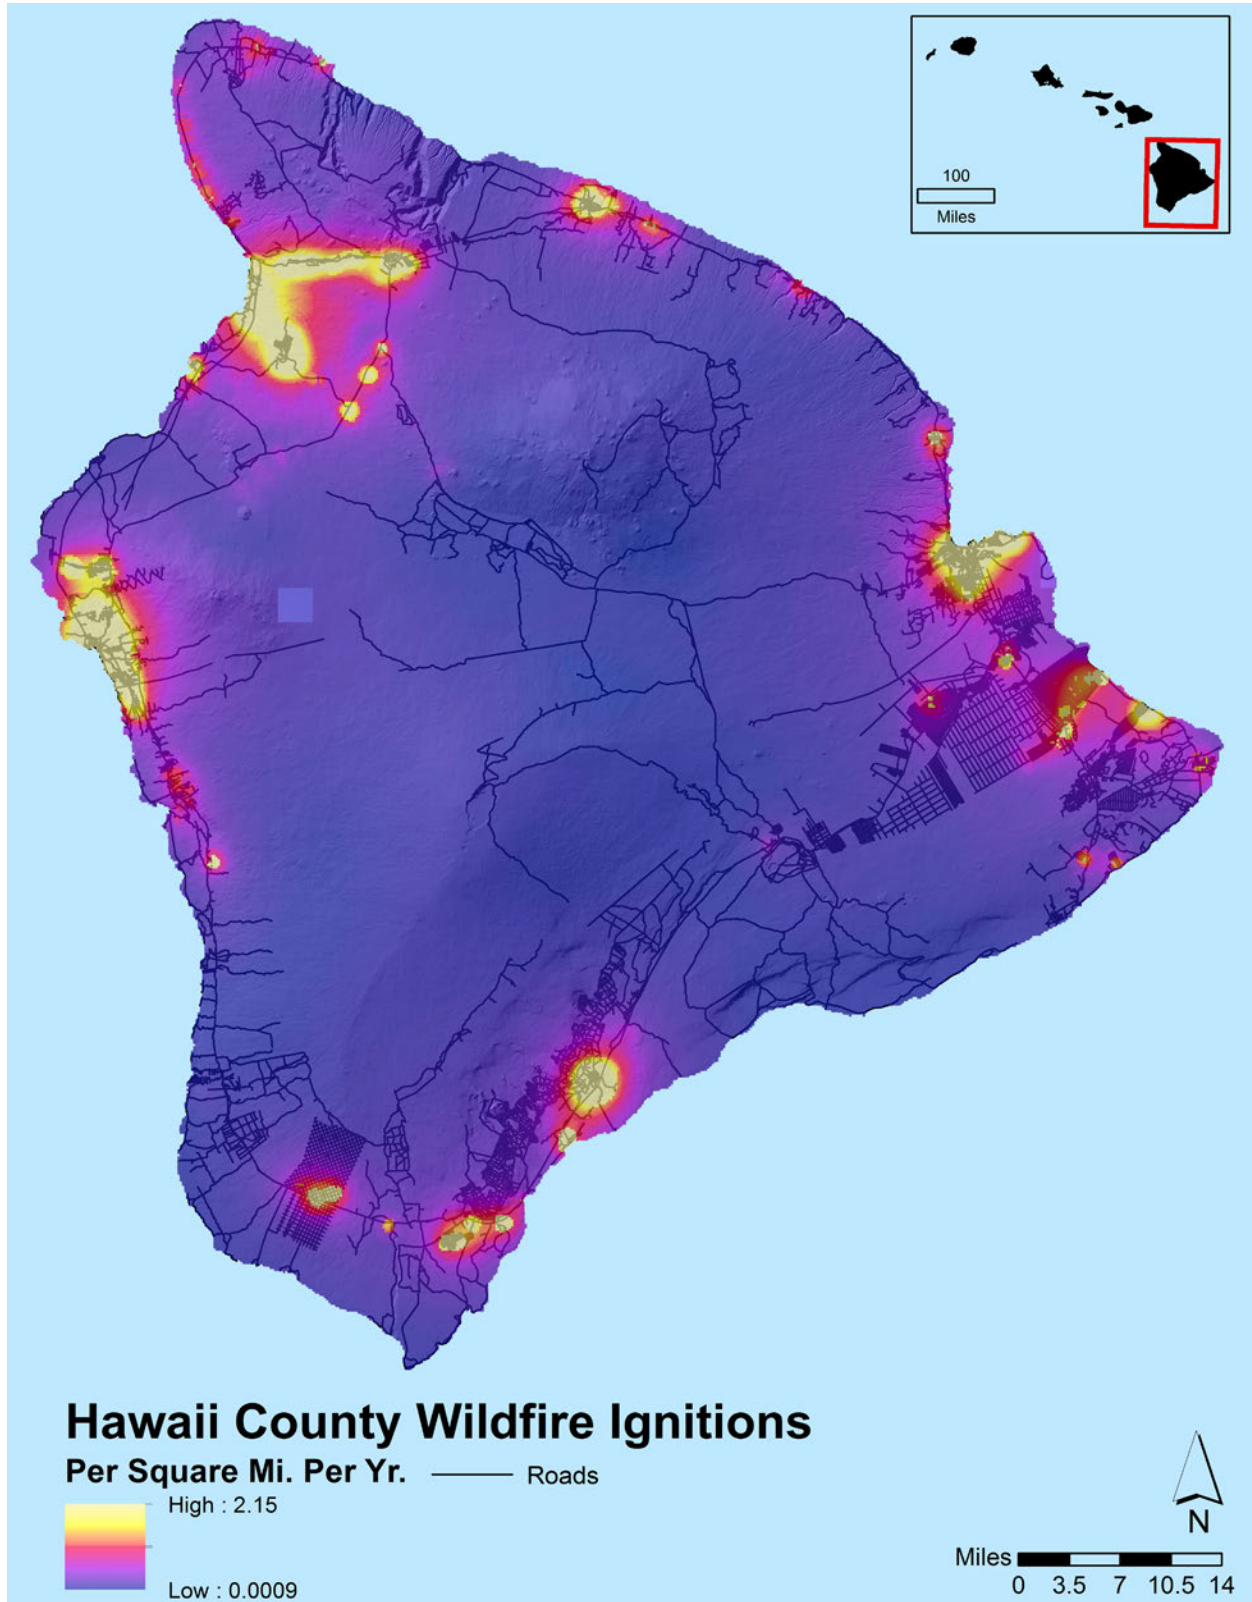 100
Miles
Hawaii County Wildfire Ignitions
Per Square Mi. Per Yr.
Roads
High : 2.15
Low : 0.0009
N
Miles
0 3.5 7 10.5 14